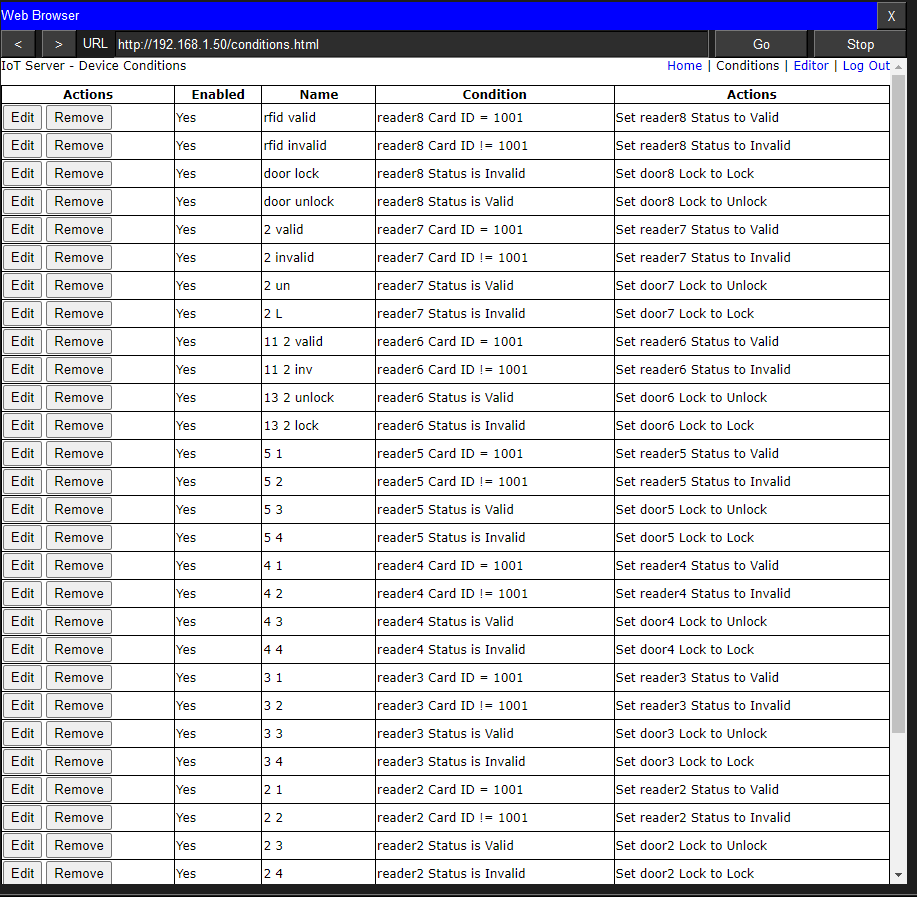 Web Browser X
< > URL http://192.168.1.50/conditions.html Go Stop
IoT Server - Device Conditions Home | Conditions | Editor | Log Out
Actions Enabled Name Condition Actions
Edit Remove Yes rfid valid reader8 Card ID = 1001 Set reader8 Status to Valid
Edit Remove Yes rfid invalid reader8 Card ID != 1001 Set reader8 Status to Invalid
Edit Remove Yes door lock reader8 Status is Invalid Set door8 Lock to Lock
Edit Remove Yes door unlock reader8 Status is Valid Set door8 Lock to Unlock
Edit Remove Yes 2 valid reader7 Card ID = 1001 Set reader7 Status to Valid
Edit Remove Yes 2 invalid reader7 Card ID != 1001 Set reader7 Status to Invalid
Edit Remove Yes 2 un reader7 Status is Valid Set door7 Lock to Unlock
Edit Remove Yes 2 L reader7 Status is Invalid Set door7 Lock to Lock
Edit Remove Yes 11 2 valid reader6 Card ID = 1001 Set reader6 Status to Valid
Edit Remove Yes 11 2 inv reader6 Card ID != 1001 Set reader6 Status to Invalid
Edit Remove Yes 13 2 unlock reader6 Status is Valid Set door6 Lock to Unlock
Edit Remove Yes 13 2 lock reader6 Status is Invalid Set door6 Lock to Lock
Edit Remove Yes 5 1 reader5 Card ID = 1001 Set reader5 Status to Valid
Edit Remove Yes 5 2 reader5 Card ID != 1001 Set reader5 Status to Invalid
Edit Remove Yes 5 3 reader5 Status is Valid Set door5 Lock to Unlock
Edit Remove Yes 5 4 reader5 Status is Invalid Set door5 Lock to Lock
Edit Remove Yes 4 1 reader4 Card ID = 1001 Set reader4 Status to Valid
Edit Remove Yes 4 2 reader4 Card ID != 1001 Set reader4 Status to Invalid
Edit Remove Yes 4 3 reader4 Status is Valid Set door4 Lock to Unlock
Edit Remove Yes 4 4 reader4 Status is Invalid Set door4 Lock to Lock
Edit Remove Yes 3 1 reader3 Card ID = 1001 Set reader3 Status to Valid
Edit Remove Yes 3 2 reader3 Card ID != 1001 Set reader3 Status to Invalid
Edit Remove Yes 3 3 reader3 Status is Valid Set door3 Lock to Unlock
Edit Remove Yes 3 4 reader3 Status is Invalid Set door3 Lock to Lock
Edit Remove Yes 2 1 reader2 Card ID = 1001 Set reader2 Status to Valid
Edit Remove Yes 2 2 reader2 Card ID != 1001 Set reader2 Status to Invalid
Edit Remove Yes 2 3 reader2 Status is Valid Set door2 Lock to Unlock
Edit Remove Yes 2 4 reader2 Status is Invalid Set door2 Lock to Lock